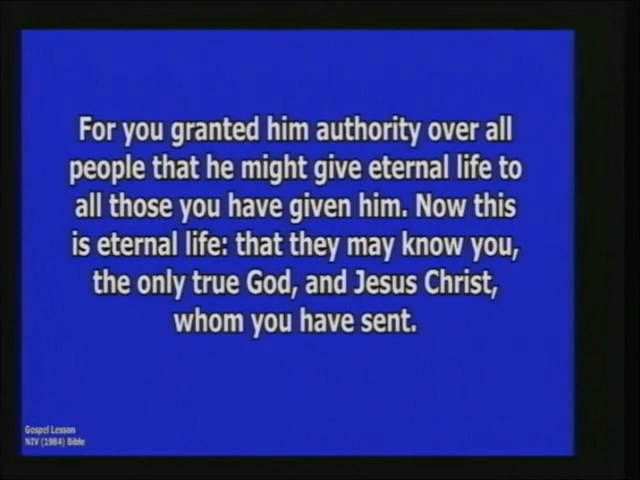 For you granted him authority over all
people that he might give eternal life to
all those you have given him. Now this
is eternal life: that they may know you,
the only true God, and Jesus Christ,
whom you have sent.
Gospel Lesson
NIV (1984) Bible